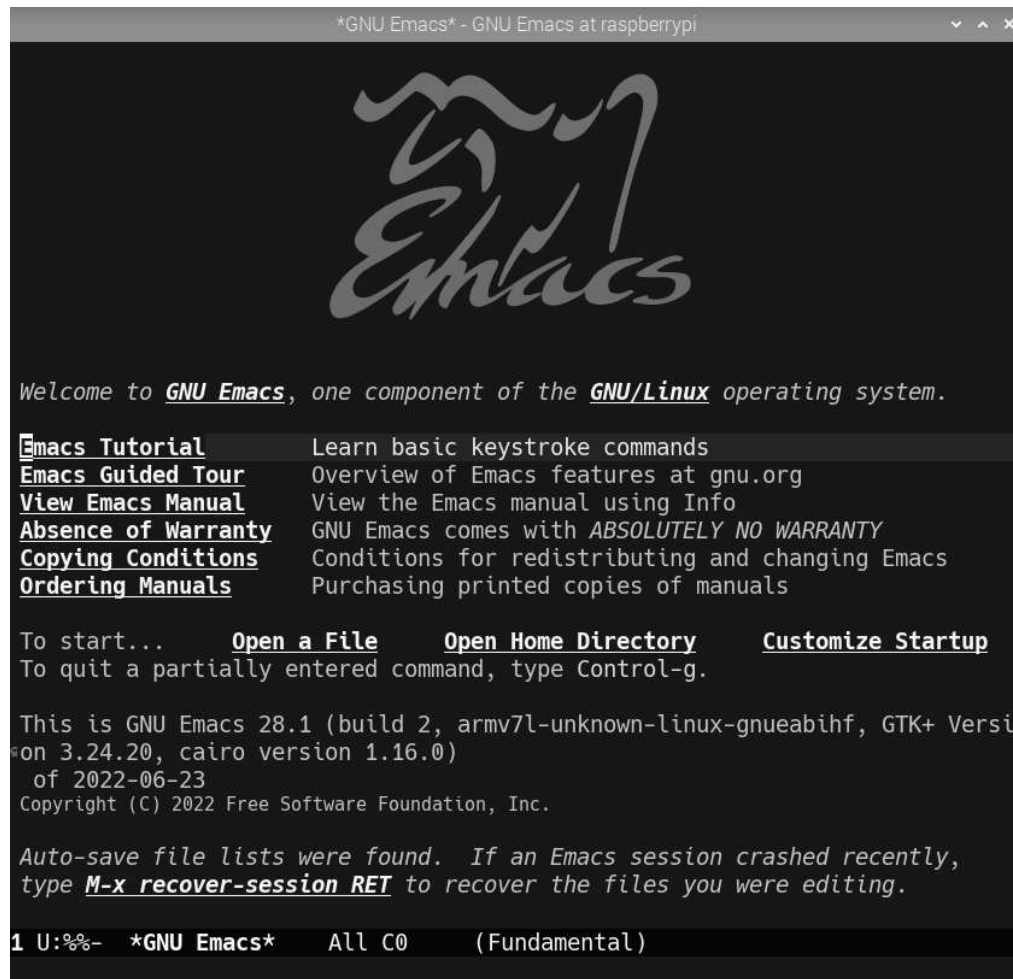 *GNU Emacs* - GNU Emacs at raspberrypi
Emacs
Welcome to GNU Emacs, one component of the GNU/Linux operating system.
Emacs Tutorial Learn basic keystroke commands
Emacs Guided Tour Overview of Emacs features at gnu.org
View Emacs Manual View the Emacs manual using Info
Absence of Warranty GNU Emacs comes with ABSOLUTELY NO WARRANTY
Copying Conditions Conditions for redistributing and changing Emacs
Ordering Manuals Purchasing printed copies of manuals
To start... Open a File Open Home Directory Customize Startup
To quit a partially entered command, type Control-g.
This is GNU Emacs 28.1 (build 2, armv7l-unknown-linux-gnueabihf, GTK+ Versi
on 3.24.20, cairo version 1.16.0)
of 2022-06-23
Copyright (C) 2022 Free Software Foundation, Inc.
Auto-save file lists were found. If an Emacs session crashed recently,
type M-x recover-session RET to recover the files you were editing.
1 U:%%- *GNU Emacs* All C0 (Fundamental)